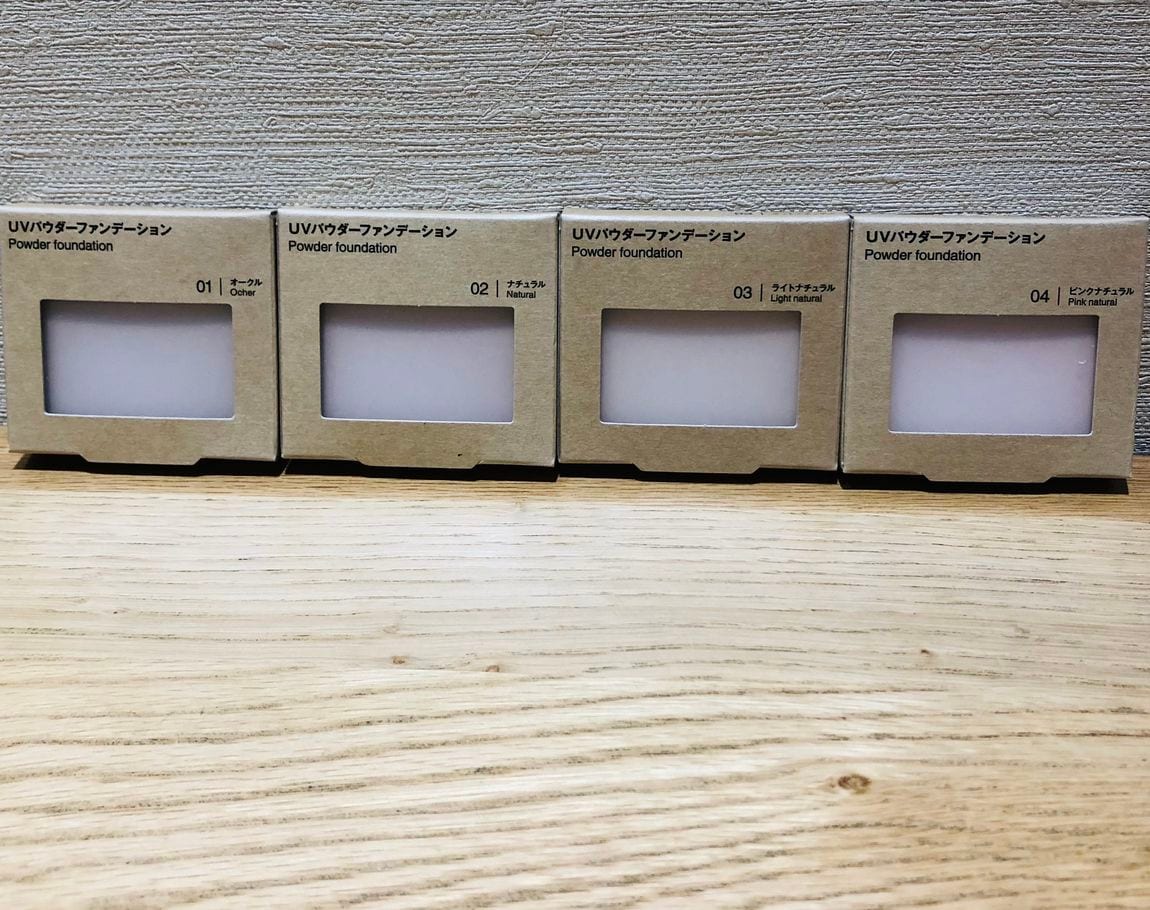 UVパウダーファンデーション
Powder foundation
01 オークル
Ocher
UVパウダーファンデーション
Powder foundation
02 ナチュラル
Natural
UVパウダーファンデーション
Powder foundation
03 ライトナチュラル
Light natural
UVパウダーファンデーション
Powder foundation
04 ピンクナチュラル
Pink natural